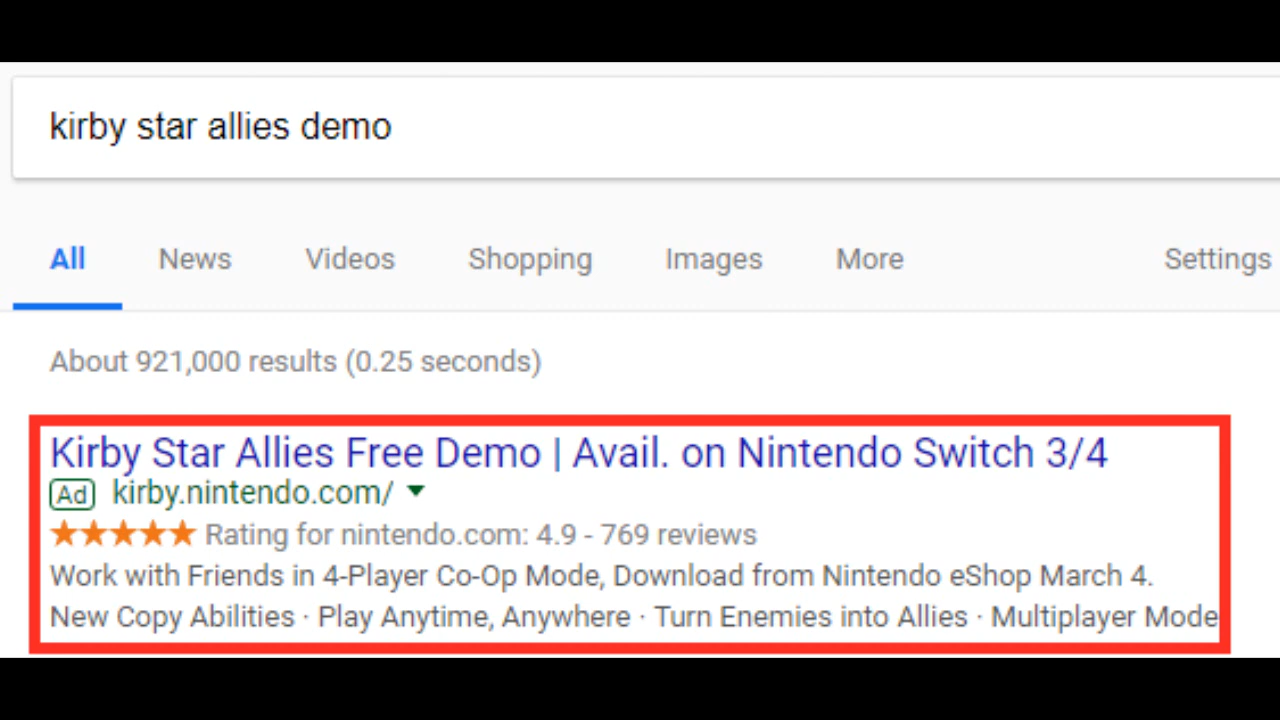 kirby star allies demo
All News Videos Shopping Images More Settings
About 921,000 results (0.25 seconds)
Kirby Star Allies Free Demo | Avail. on Nintendo Switch 3/4
Ad kirby.nintendo.com/
Rating for nintendo.com: 4.9 - 769 reviews
Work with Friends in 4-Player Co-Op Mode, Download from Nintendo eShop March 4.
New Copy Abilities · Play Anytime, Anywhere · Turn Enemies into Allies · Multiplayer Mode